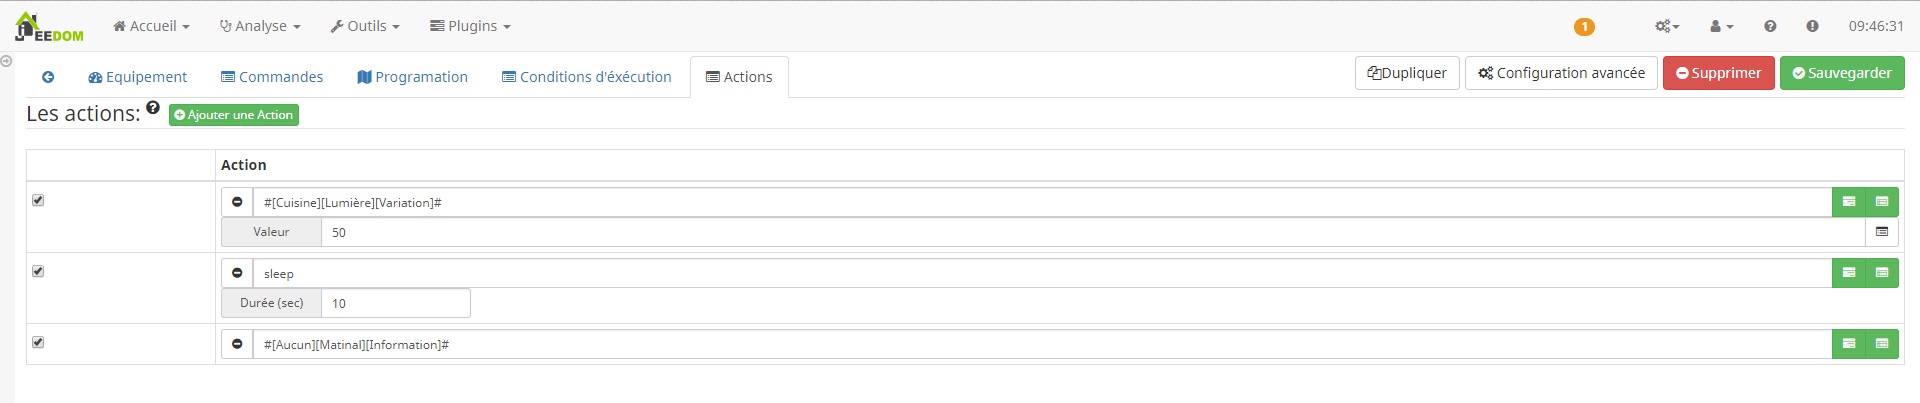 JEEDOM Accueil Analyse Outils Plugins 1 09:46:31
Equipement Commandes Programation Conditions d'éxécution Actions Dupliquer Configuration avancée Supprimer Sauvegarder
Les actions: Ajouter une Action
Action
#[Cuisine][Lumière][Variation]#
Valeur 50
sleep
Durée (sec) 10
#[Aucun][Matinal][Information]#